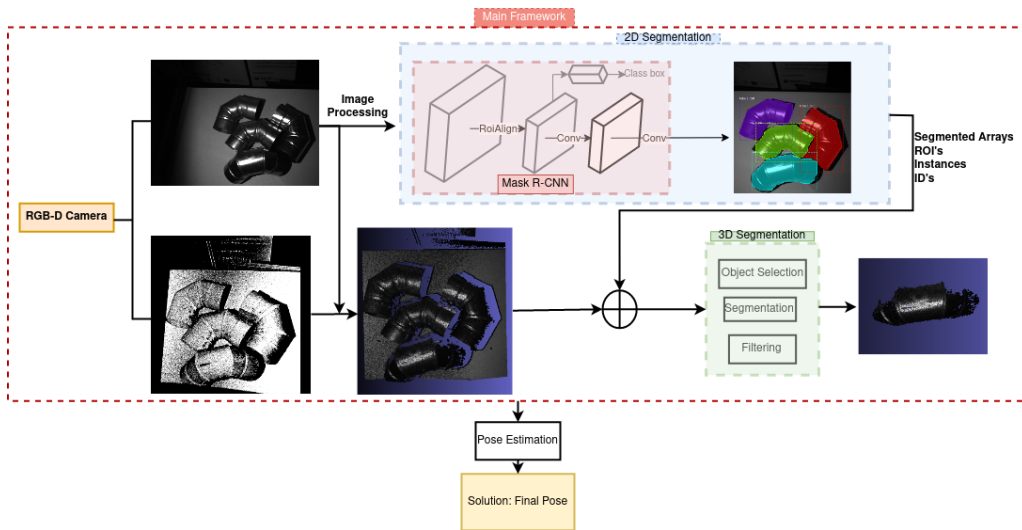 Main Framework
2D Segmentation
Image
Processing
RoiAlign
Conv
Conv
Class box
Mask R-CNN
Segmented Arrays
ROI's
Instances
ID's
RGB-D Camera
3D Segmentation
Object Selection
Segmentation
Filtering
Pose Estimation
Solution: Final Pose